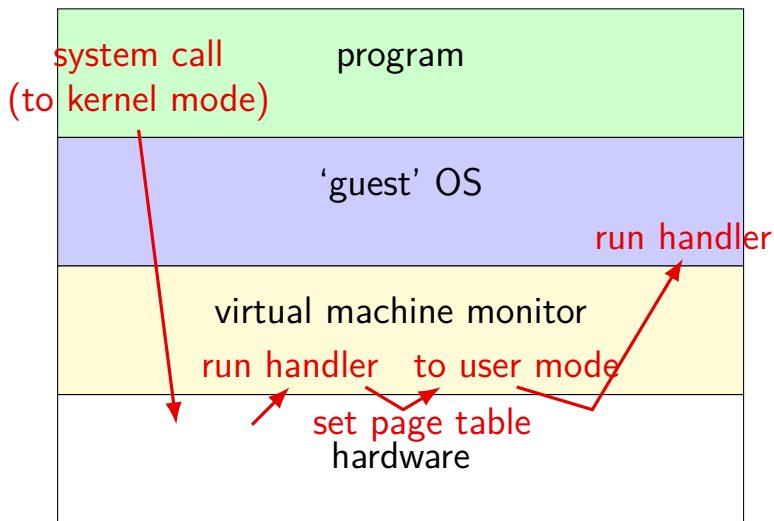 system call
(to kernel mode)
program
‘guest’ OS
run handler
virtual machine monitor
run handler
to user mode
set page table
hardware